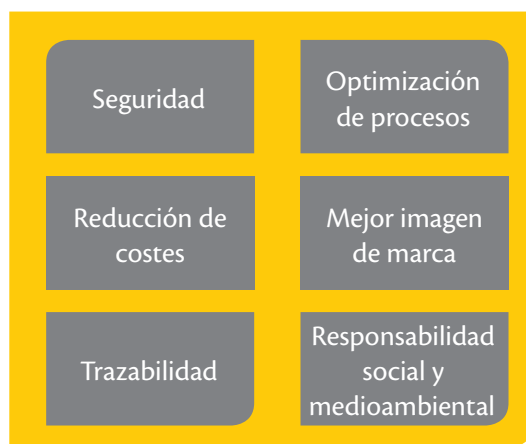 Seguridad
Optimización
de procesos
Reducción de
costes
Mejor imagen
de marca
Trazabilidad
Responsabilidad
social y
medioambiental